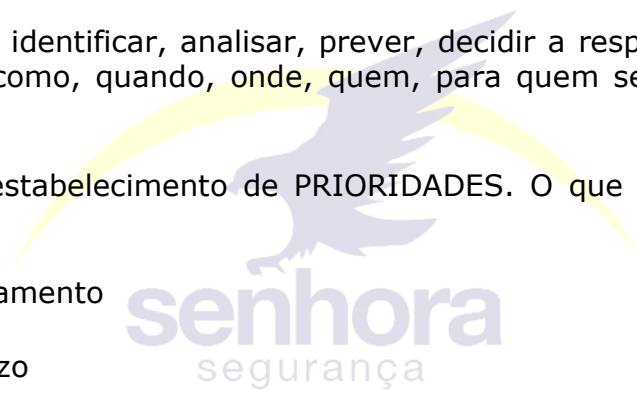 identificar, analisar, prever, decidir a resp
como, quando, onde, quem, para quem se
estabelecimento de PRIORIDADES. O que
amento
senhora
segurança
zo